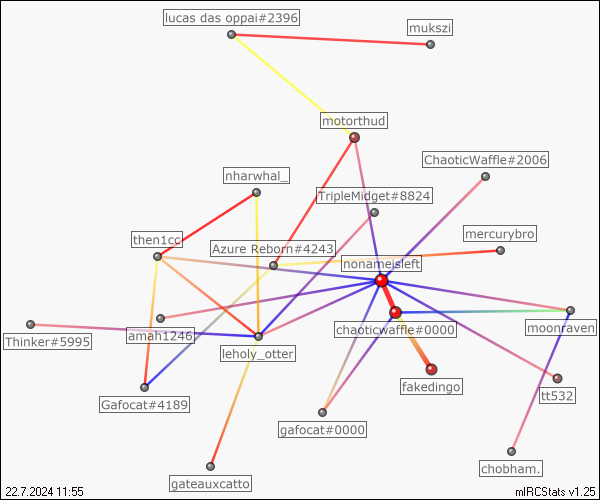 lucas das oppai#2396
mukszi
motorthud
ChaoticWaffle#2006
nharwhal_
TripleMidget#8824
then1cc
Azure Reborn#4243
mercurybro
nonameisleft
Thinker#5995
amah1246
leholy_otter
chaoticwaffle#0000
moonraven
fakedingo
Gafocat#4189
gafocat#0000
tt532
gateauxcatto
chobham.
22.7.2024 11:55
mIRCStats v1.25